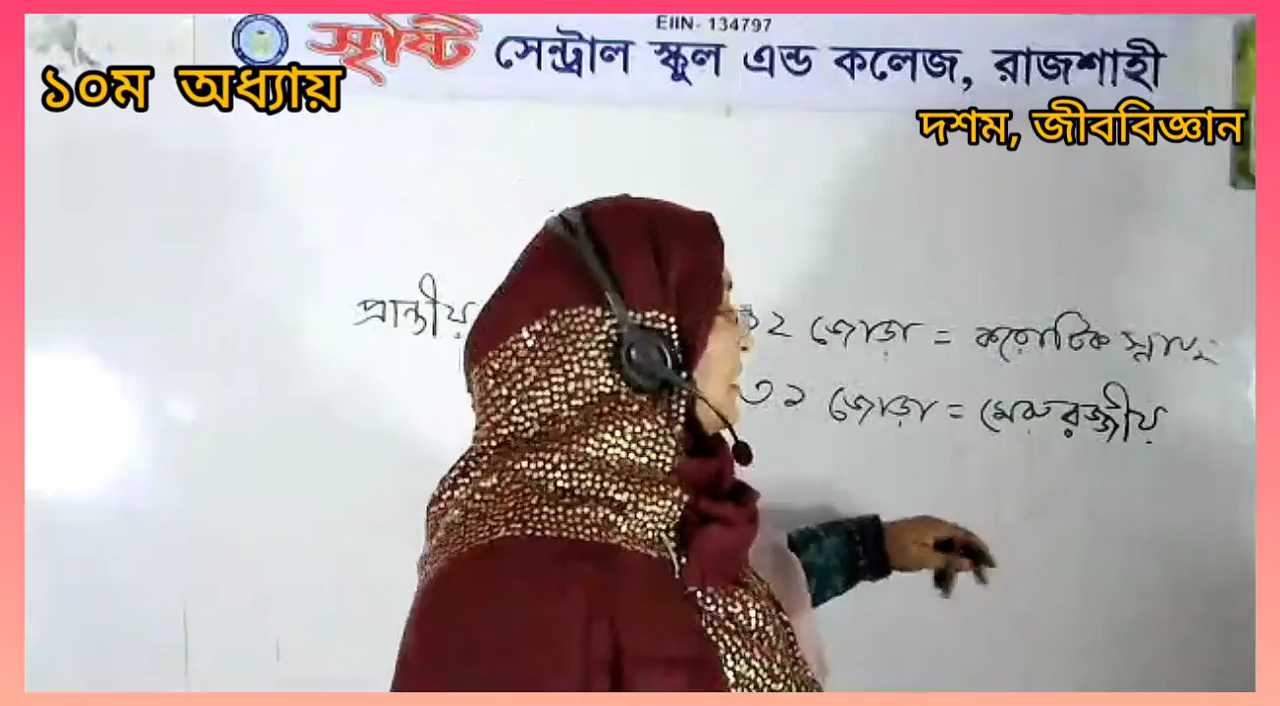 EIIN- 134797
সৃষ্টি সেন্ট্রাল স্কুল এন্ড কলেজ, রাজশাহী
১০ম অধ্যায়
দশম, জীববিজ্ঞান
প্রান্তীয় ১২ জোড়া = করোটিক স্নায়ু
৩১ জোড়া = মেরুরজ্জীয়